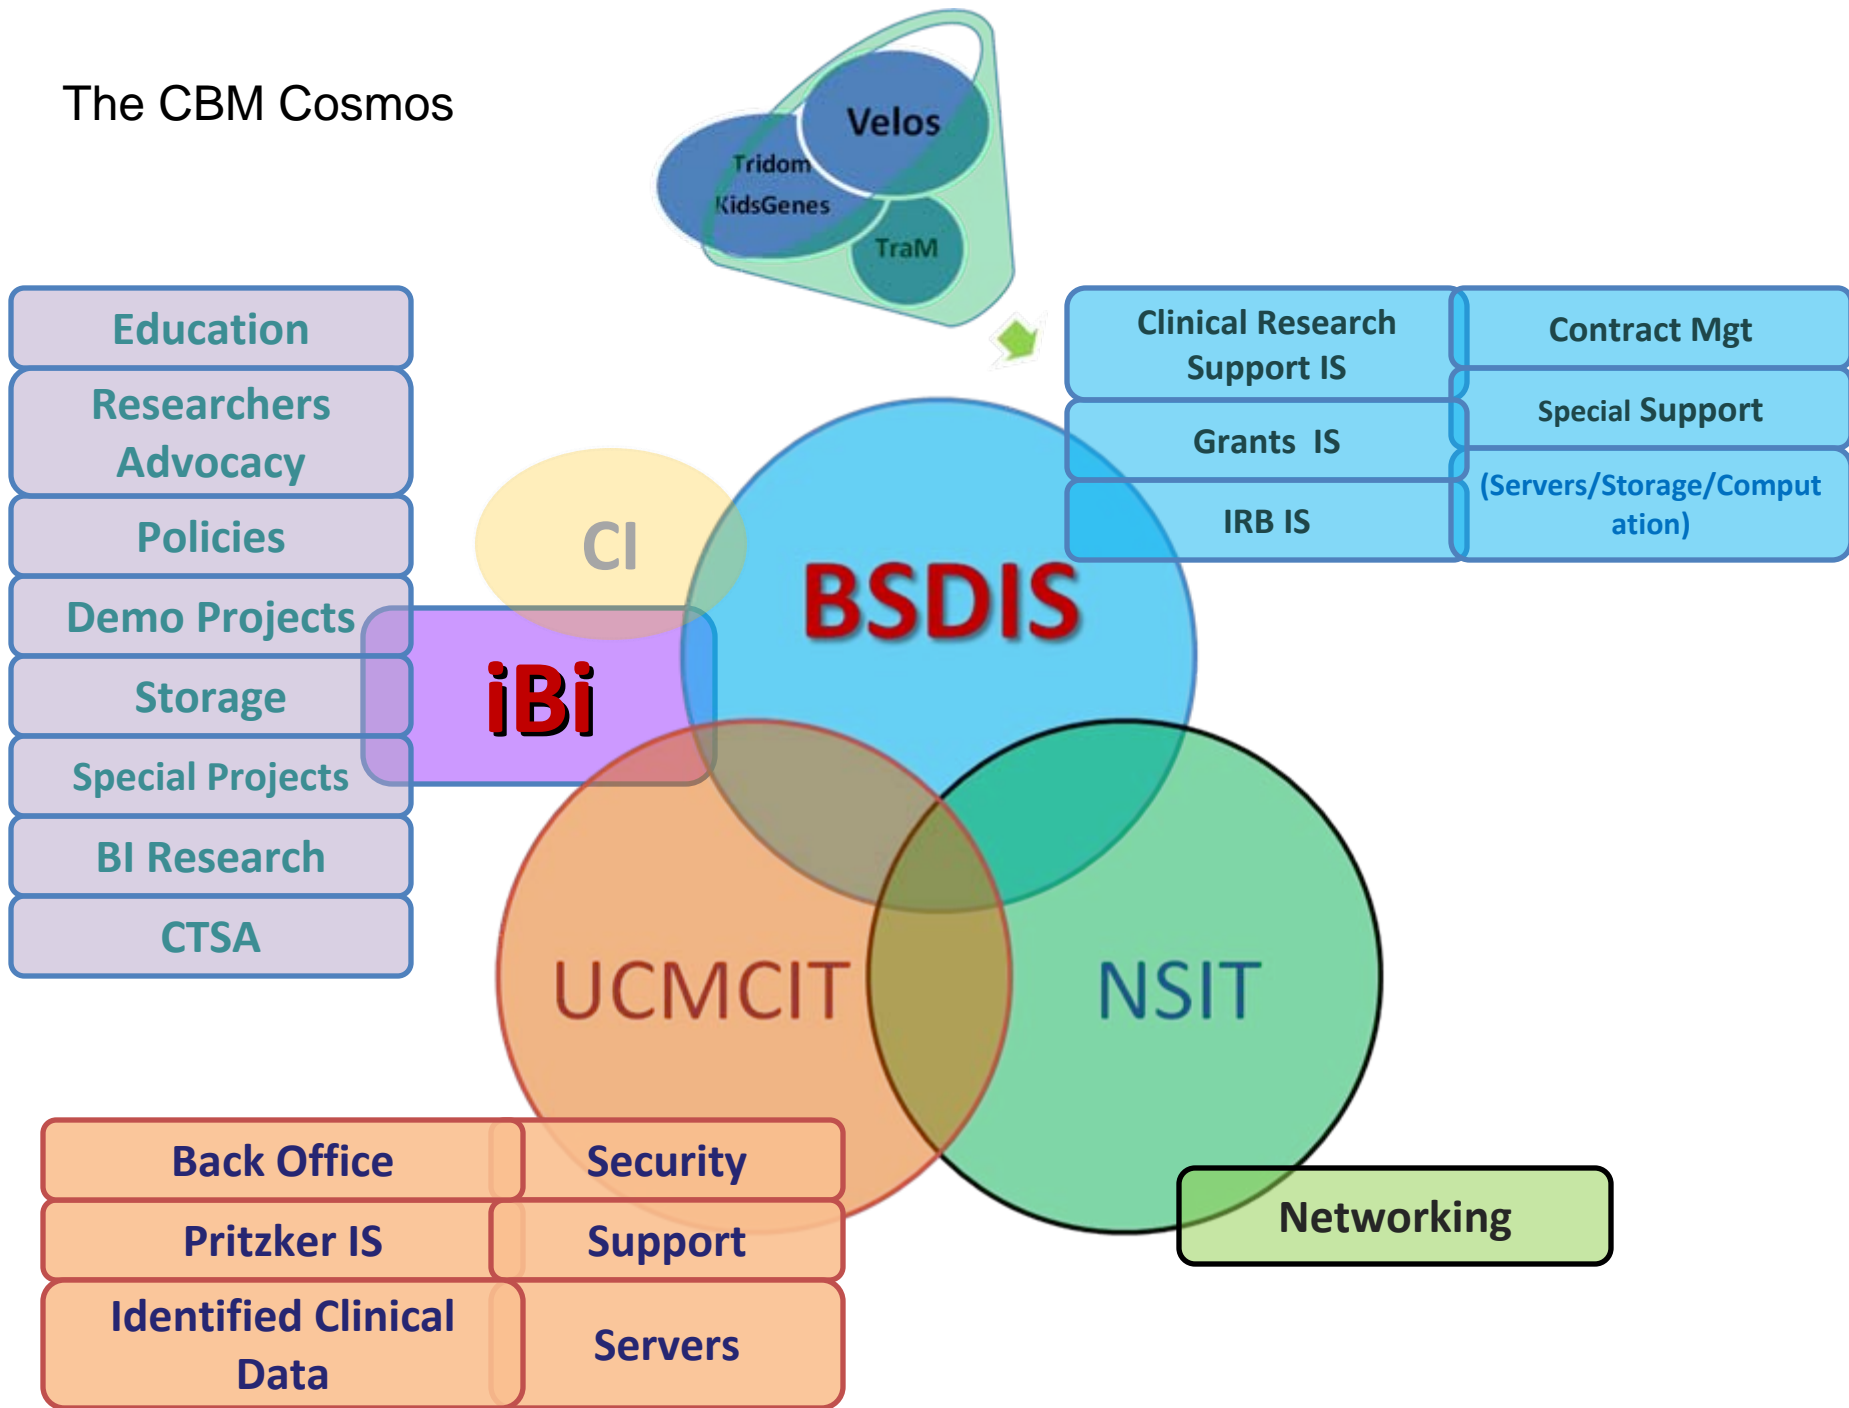 The CBM Cosmos
Velos
Tridom
KidsGenes
TraM
Education
Researchers
Advocacy
Policies
Demo Projects
Storage
Special Projects
BI Research
CTSA
Clinical Research
Support IS
Grants IS
IRB IS
Contract Mgt
Special Support
(Servers/Storage/Comput
ation)
CI
iBi
BSDIS
UCMCIT
NSIT
Back Office
Security
Pritzker IS
Support
Identified Clinical
Data
Servers
Networking